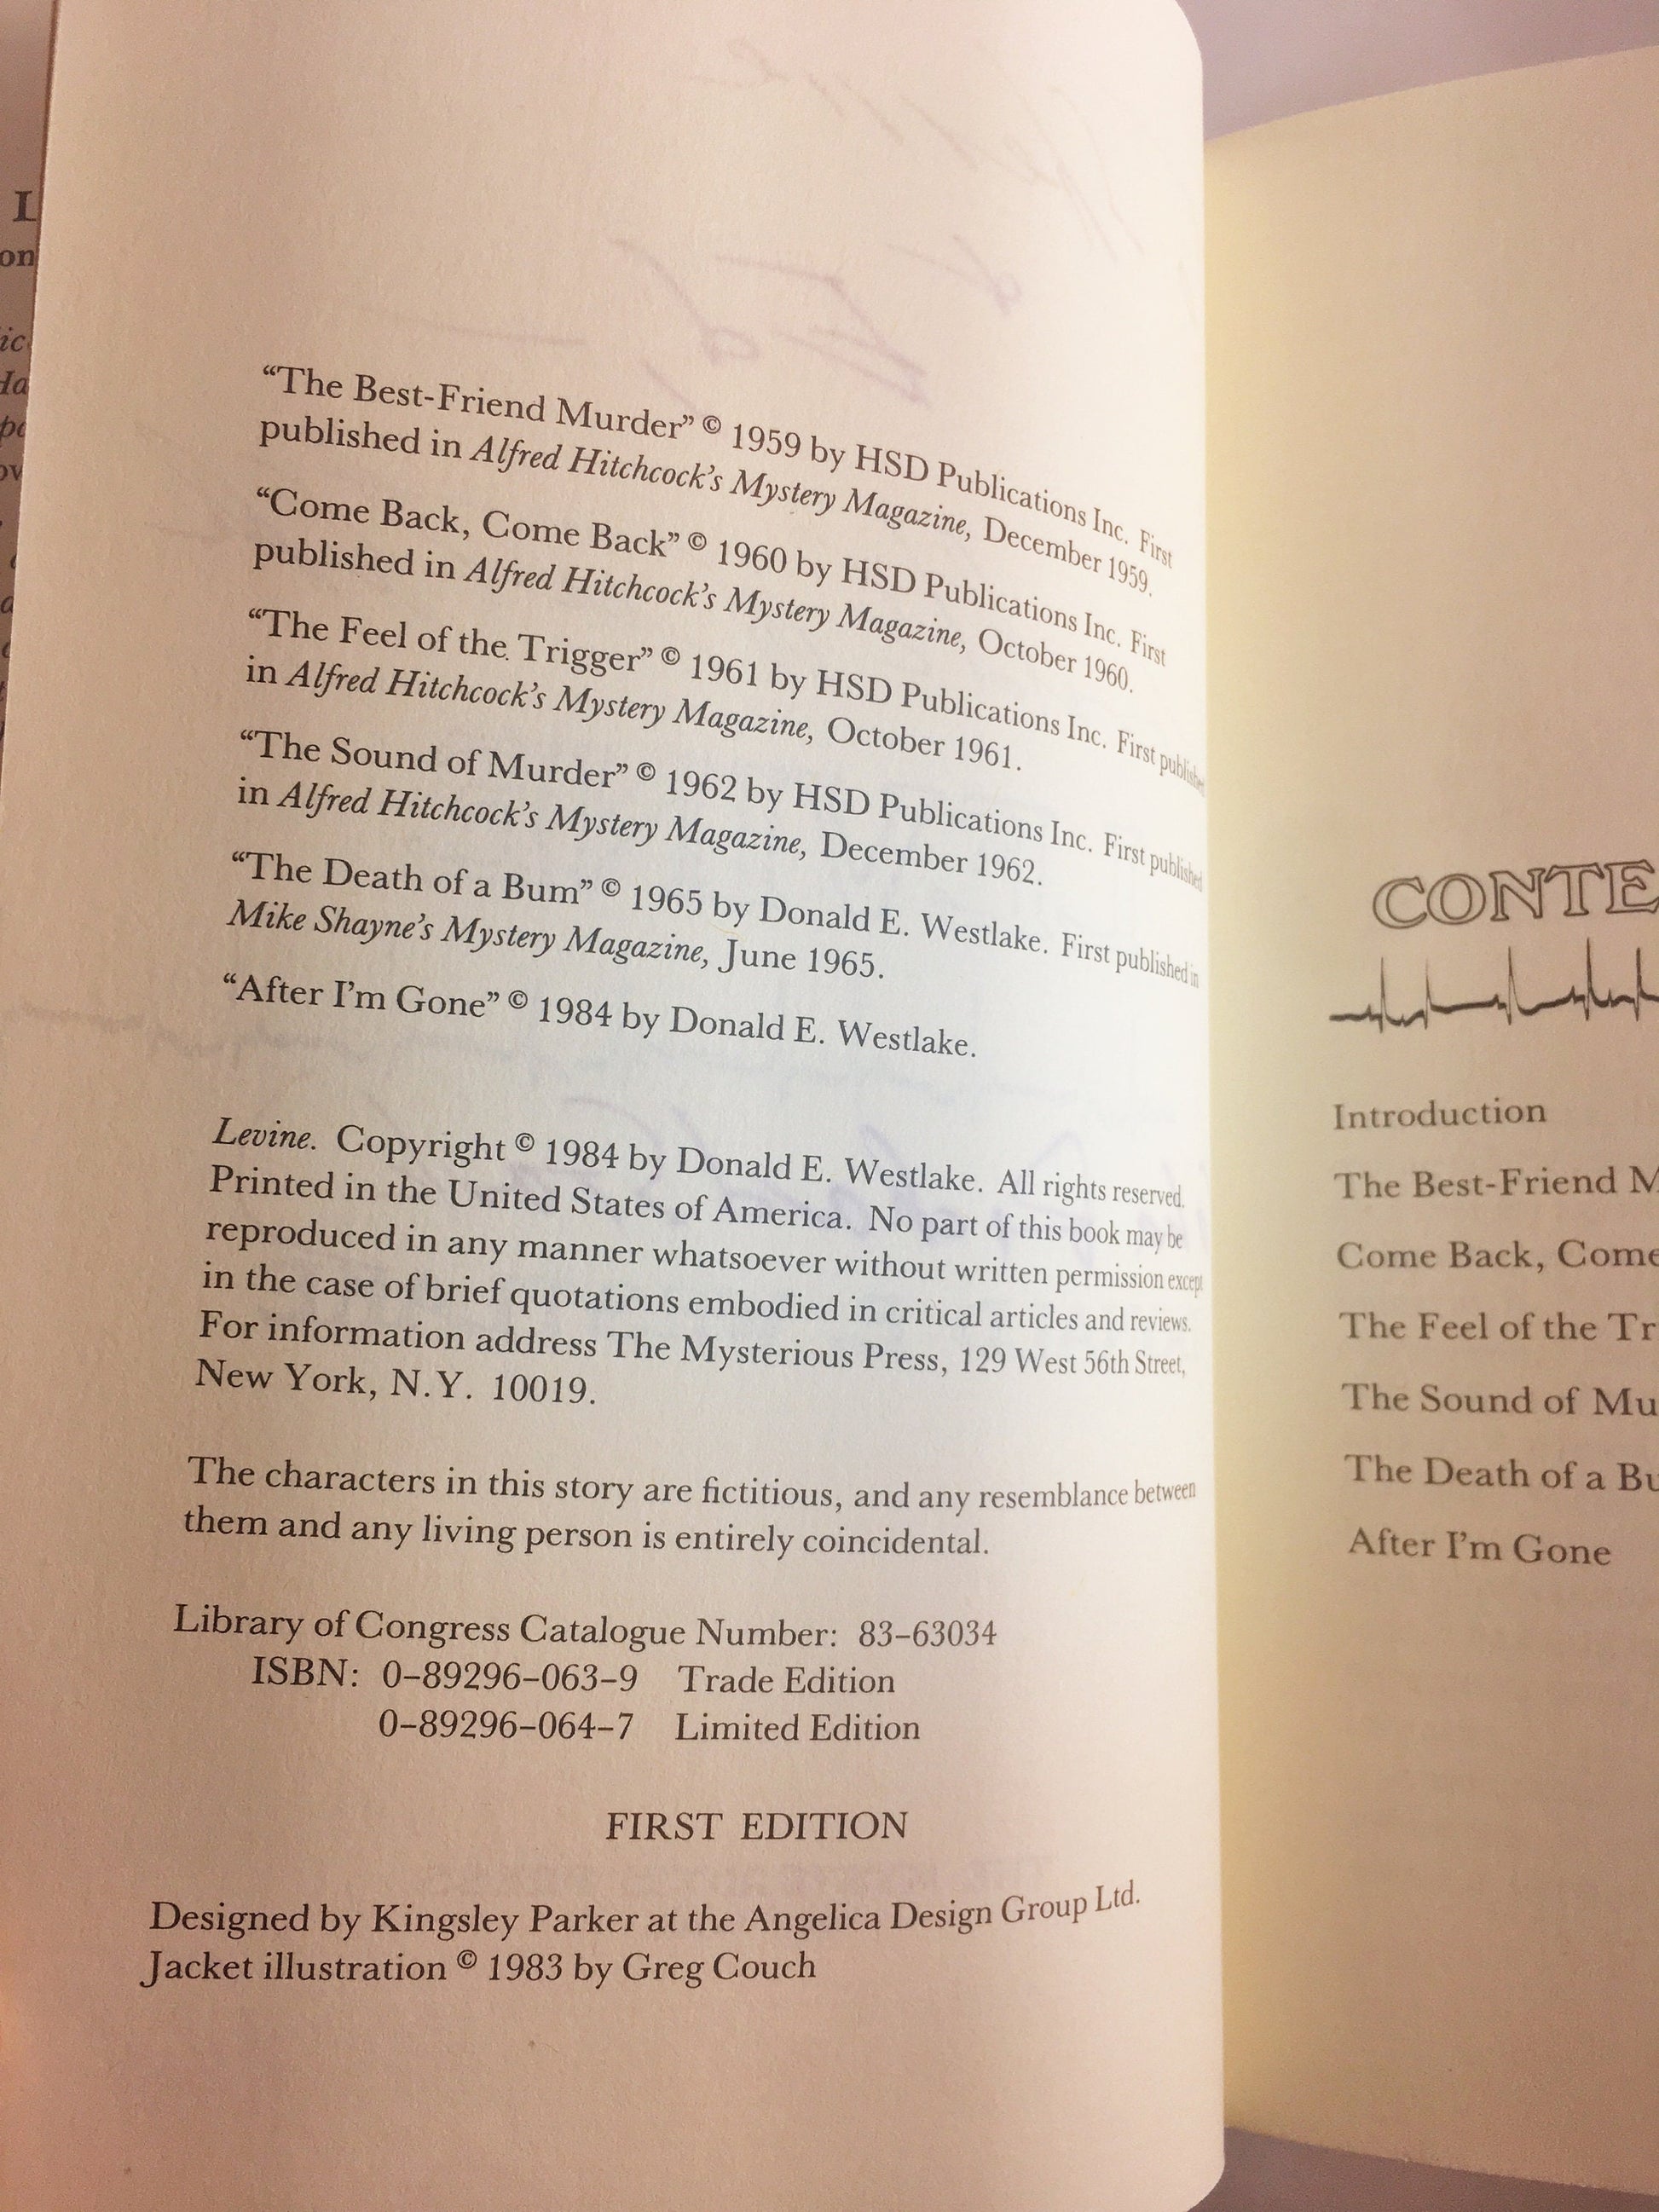 I
on
ic
Ha
ov
“The Best-Friend Murder” © 1959 by HSD Publications Inc. First
published in Alfred Hitchcock’s Mystery Magazine, December 1959.
“Come Back, Come Back” © 1960 by HSD Publications Inc. First
published in Alfred Hitchcock’s Mystery Magazine, October 1960.
“The Feel of the Trigger” © 1961 by HSD Publications Inc. First published
in Alfred Hitchcock’s Mystery Magazine, October 1961.
“The Sound of Murder” © 1962 by HSD Publications Inc. First published
in Alfred Hitchcock’s Mystery Magazine, December 1962.
“The Death of a Bum” © 1965 by Donald E. Westlake. First published in
Mike Shayne’s Mystery Magazine, June 1965.
“After I’m Gone” © 1984 by Donald E. Westlake.
Levine. Copyright © 1984 by Donald E. Westlake. All rights reserved.
Printed in the United States of America. No part of this book may be
reproduced in any manner whatsoever without written permission except
in the case of brief quotations embodied in critical articles and reviews.
For information address The Mysterious Press, 129 West 56th Street,
New York, N.Y. 10019.
The characters in this story are fictitious, and any resemblance between
them and any living person is entirely coincidental.
Library of Congress Catalogue Number: 83-63034
ISBN: 0-89296-063-9 Trade Edition
0-89296-064-7 Limited Edition
FIRST EDITION
Designed by Kingsley Parker at the Angelica Design Group Ltd.
Jacket illustration © 1983 by Greg Couch
CONTE
Introduction
The Best-Friend M
Come Back, Come
The Feel of the Tr
The Sound of Mu
The Death of a Bu
After I’m Gone